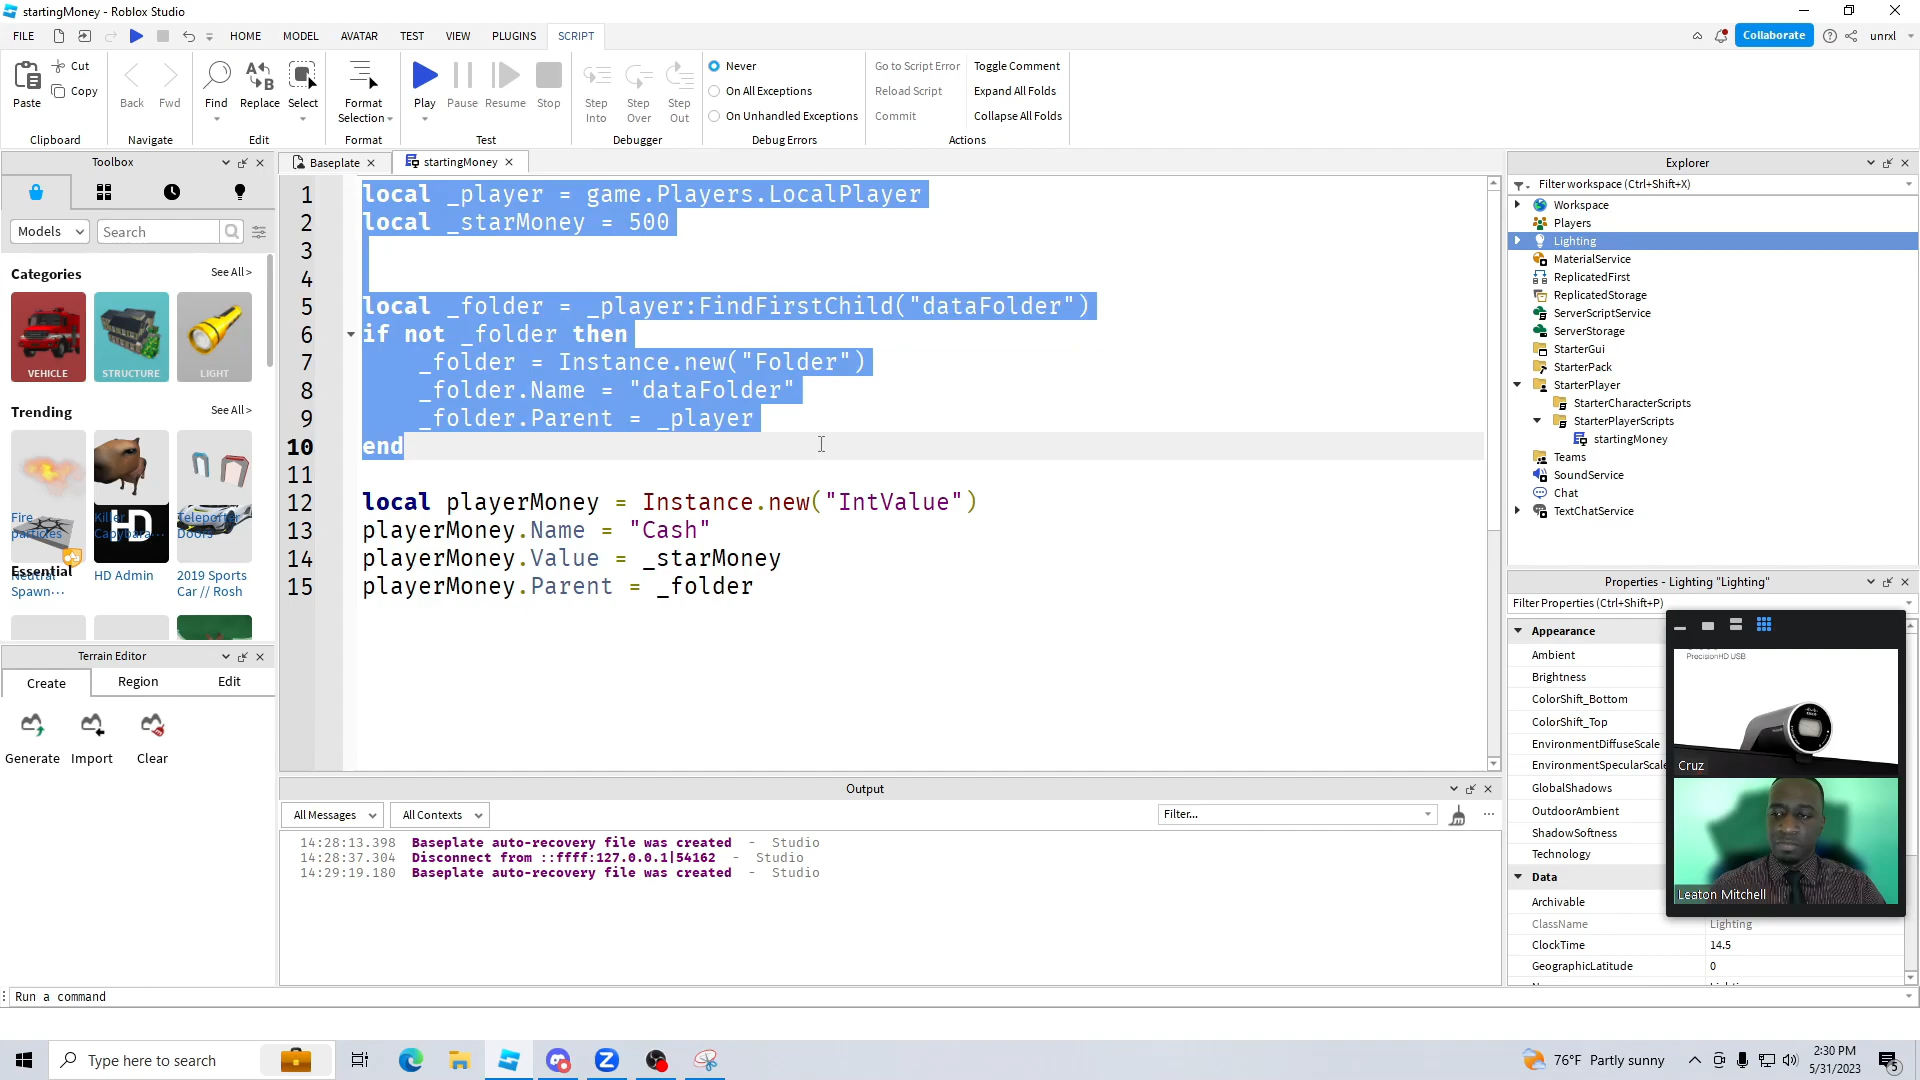 startingMoney - Roblox Studio
FILE HOME MODEL AVATAR TEST VIEW PLUGINS SCRIPT Collaborate unrxl
Paste Cut Copy Clipboard
Back Fwd Navigate
Find Replace Select Edit
Format Selection Format
Play Pause Resume Stop Test
Step Into Step Over Step Out Debugger
Never
On All Exceptions
On Unhandled Exceptions
Debug Errors
Go to Script Error Toggle Comment
Reload Script Expand All Folds
Commit Collapse All Folds
Actions
Toolbox
Models Search
Categories See All >
VEHICLE STRUCTURE LIGHT
Trending See All >
Fire particles
HD
Teleporter Doors
Essential
Neutral Spawn...
HD Admin
2019 Sports Car // Rosh
Terrain Editor
Create Region Edit
Generate Import Clear
Baseplate startingMoney
1 local _player = game.Players.LocalPlayer
2 local _starMoney = 500
3
4
5 local _folder = _player:FindFirstChild("dataFolder")
6 if not _folder then
7 _folder = Instance.new("Folder")
8 _folder.Name = "dataFolder"
9 _folder.Parent = _player
10 end
11
12 local playerMoney = Instance.new("IntValue")
13 playerMoney.Name = "Cash"
14 playerMoney.Value = _starMoney
15 playerMoney.Parent = _folder
Output
All Messages All Contexts Filter...
14:28:13.398 Baseplate auto-recovery file was created - Studio
14:28:37.304 Disconnect from ::ffff:127.0.0.1|54162 - Studio
14:29:19.180 Baseplate auto-recovery file was created - Studio
Explorer
Filter workspace (Ctrl+Shift+X)
Workspace
Players
Lighting
MaterialService
ReplicatedFirst
ReplicatedStorage
ServerScriptService
ServerStorage
StarterGui
StarterPack
StarterPlayer
StarterCharacterScripts
StarterPlayerScripts
startingMoney
Teams
SoundService
Chat
TextChatService
Properties - Lighting "Lighting"
Filter Properties (Ctrl+Shift+P)
Appearance
Ambient
Brightness
ColorShift_Bottom
ColorShift_Top
EnvironmentDiffuseScale
EnvironmentSpecularScale
GlobalShadows
OutdoorAmbient
ShadowSoftness
Technology
Data
Archivable
ClassName Lighting
ClockTime 14.5
GeographicLatitude 0
PrecisionHD USB
Cruz
Leaton Mitchell
Run a command
Type here to search
76°F Partly sunny
2:30 PM
5/31/2023
5